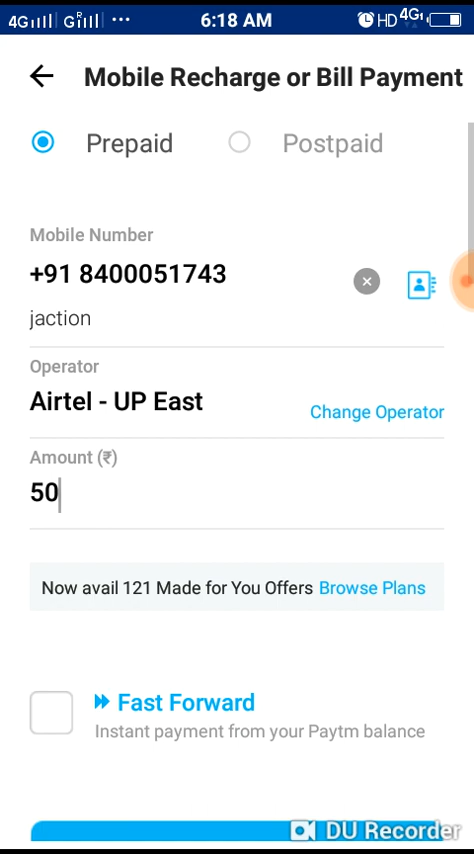 4G G R ... 6:18 AM HD 4G
Mobile Recharge or Bill Payment
Prepaid Postpaid
Mobile Number
+91 8400051743
jaction
Operator
Airtel - UP East
Change Operator
Amount (₹)
50
Now avail 121 Made for You Offers Browse Plans
Fast Forward
Instant payment from your Paytm balance
DU Recorder